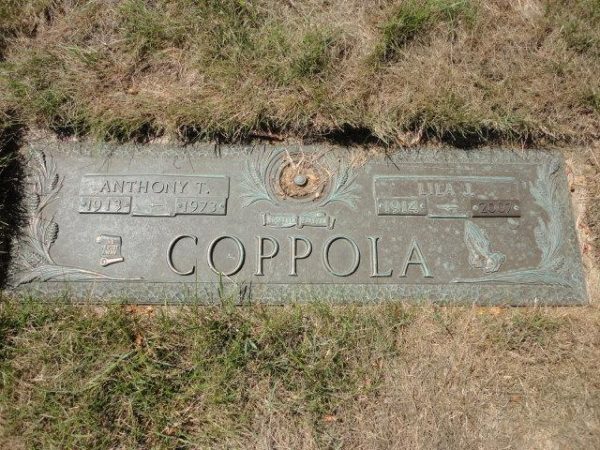 ANTHONY T.
1913 1973
LILA J.
1914 2007
COPPOLA